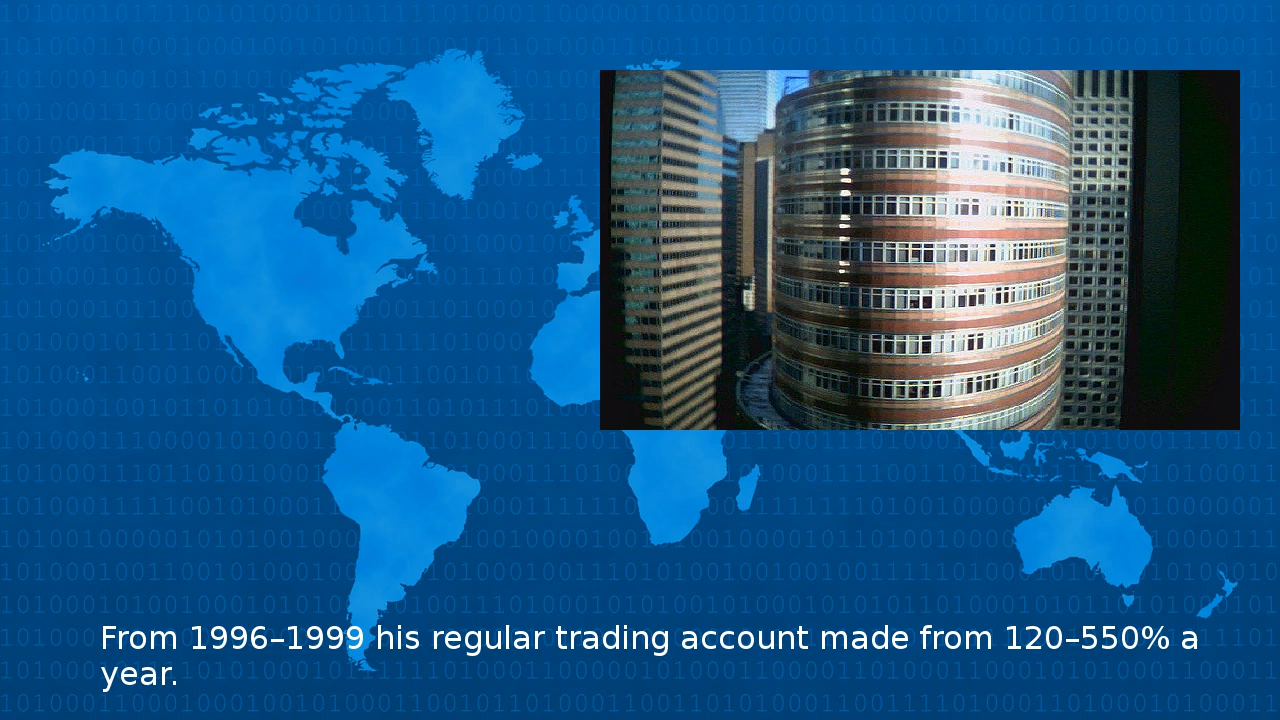 From 1996–1999 his regular trading account made from 120–550% a
year.